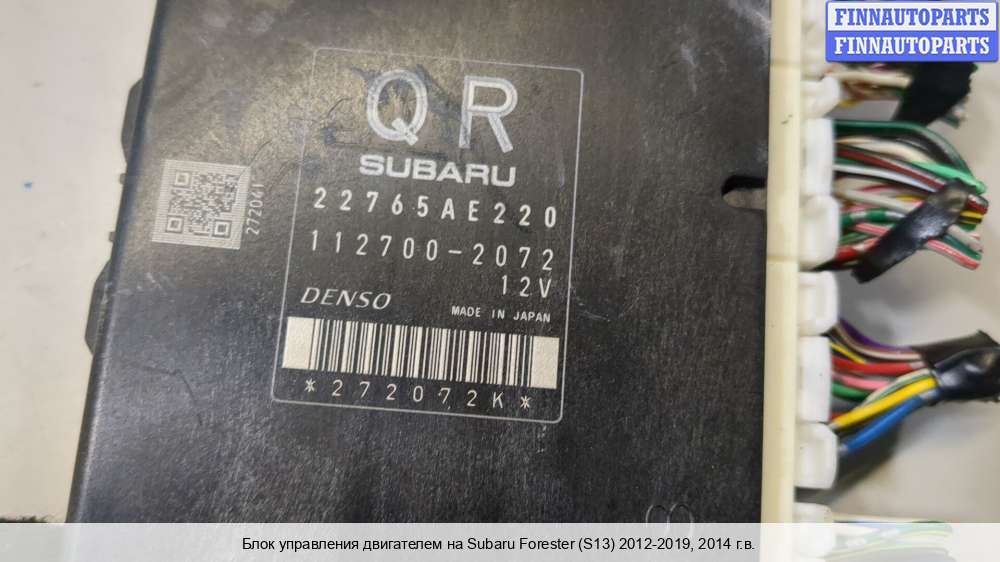 FINNAUTOPARTS
FINNAUTOPARTS
QR
SUBARU
22765AE220
112700-2072
12V
DENSO
MADE IN JAPAN
*272072K*
272041
Блок управления двигателем на Subaru Forester (S13) 2012-2019, 2014 г.в.